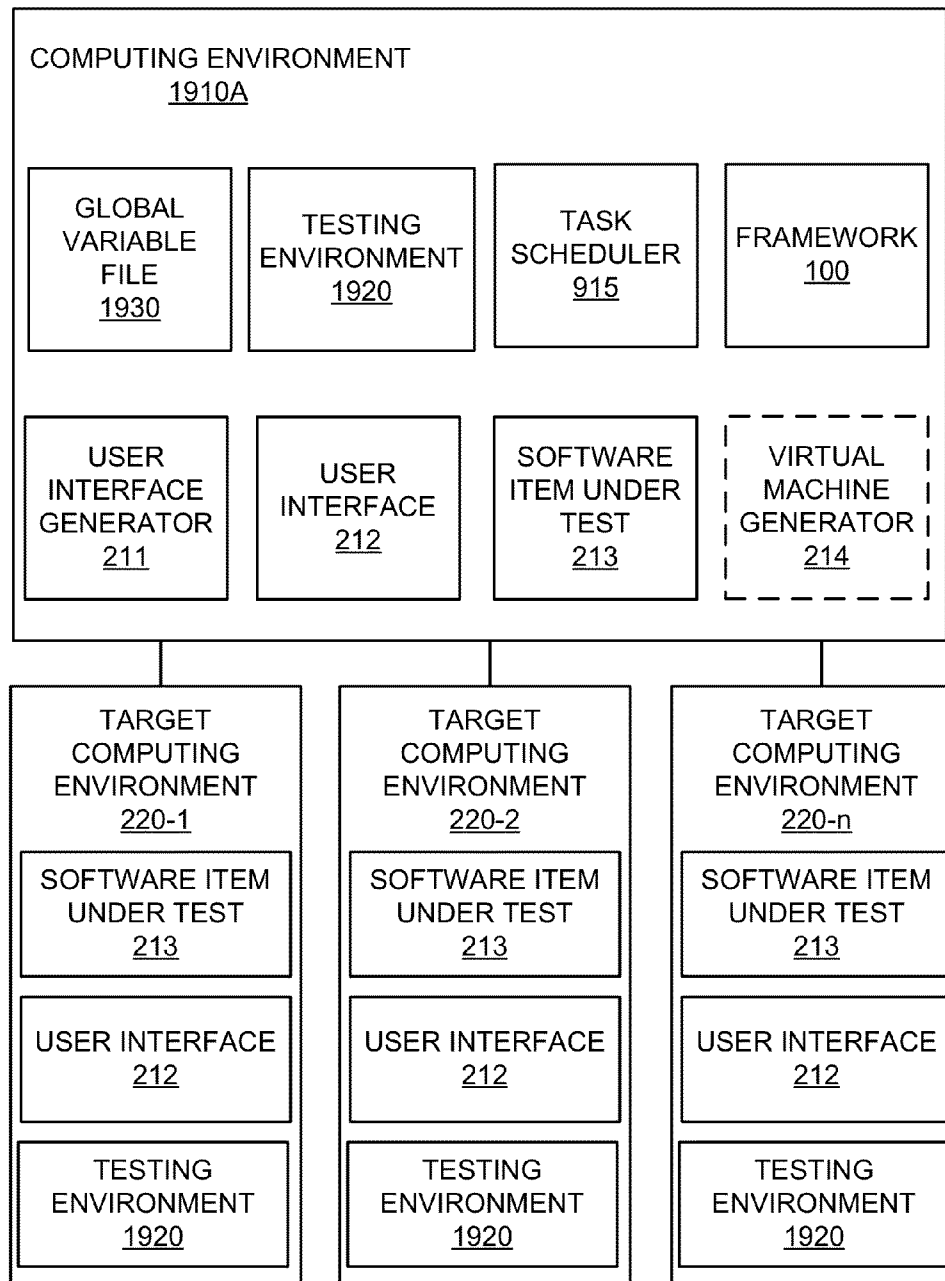 COMPUTING ENVIRONMENT
1910A
GLOBAL
VARIABLE
FILE
1930
TESTING
ENVIRONMENT
1920
TASK
SCHEDULER
915
FRAMEWORK
100
USER
INTERFACE
GENERATOR
211
USER
INTERFACE
212
SOFTWARE
ITEM UNDER
TEST
213
VIRTUAL
MACHINE
GENERATOR
214
TARGET
COMPUTING
ENVIRONMENT
220-1
SOFTWARE ITEM
UNDER TEST
213
USER INTERFACE
212
TESTING
ENVIRONMENT
1920
TARGET
COMPUTING
ENVIRONMENT
220-2
SOFTWARE ITEM
UNDER TEST
213
USER INTERFACE
212
TESTING
ENVIRONMENT
1920
TARGET
COMPUTING
ENVIRONMENT
220-n
SOFTWARE ITEM
UNDER TEST
213
USER INTERFACE
212
TESTING
ENVIRONMENT
1920